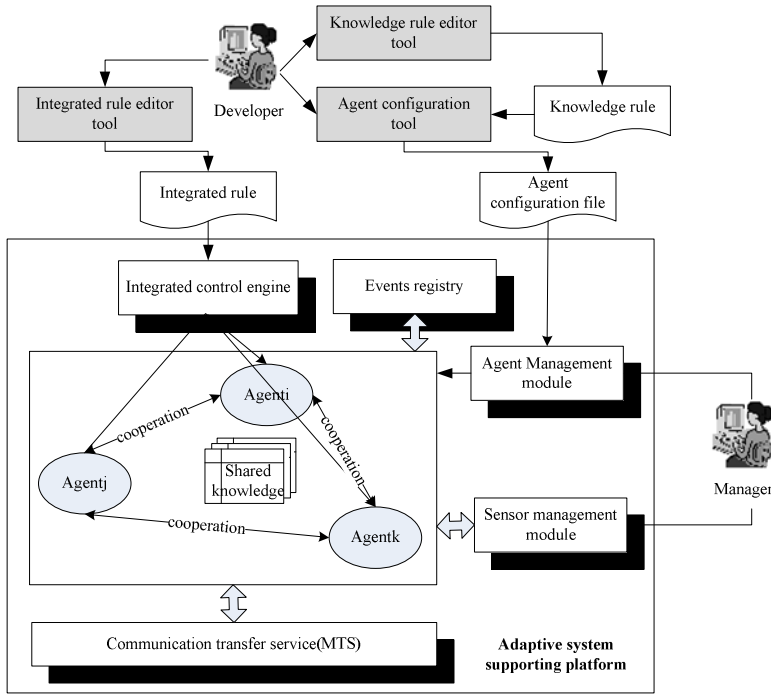 Knowledge rule editor
tool
Integrated rule editor
tool
Developer
Agent configuration
tool
Knowledge rule
Integrated rule
Agent
configuration file
Integrated control engine
Events registry
Agent Management
module
Agenti
cooperation
cooperation
Shared
knowledge
Agentj
Manager
cooperation
Agentk
Sensor management
module
Communication transfer service(MTS)
Adaptive system
supporting platform